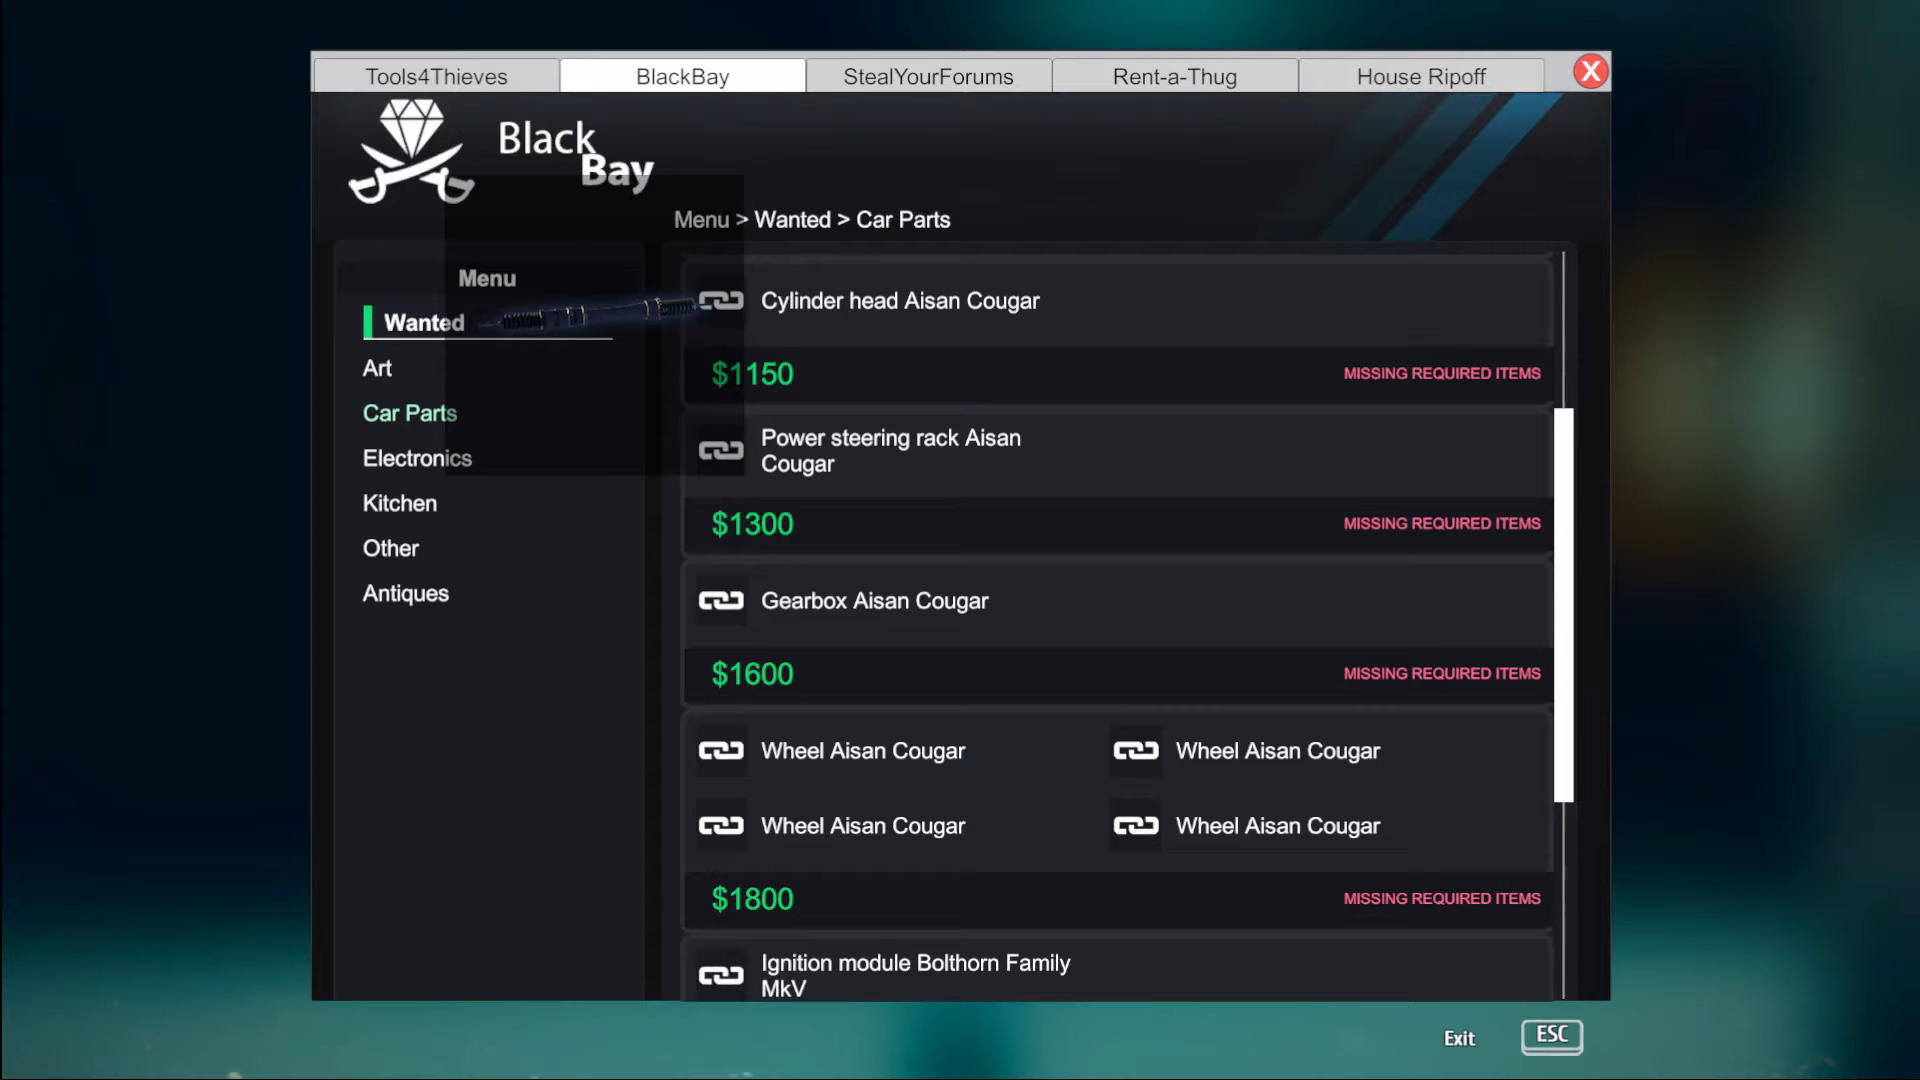 Tools4Thieves
BlackBay
StealYourForums
Rent-a-Thug
House Ripoff
X
Black
Bay
Menu > Wanted > Car Parts
Menu
Wanted
Art
Car Parts
Electronics
Kitchen
Other
Antiques
Cylinder head Aisan Cougar
$1150
MISSING REQUIRED ITEMS
Power steering rack Aisan
Cougar
$1300
MISSING REQUIRED ITEMS
Gearbox Aisan Cougar
$1600
MISSING REQUIRED ITEMS
Wheel Aisan Cougar
Wheel Aisan Cougar
Wheel Aisan Cougar
Wheel Aisan Cougar
$1800
MISSING REQUIRED ITEMS
Ignition module Bolthorn Family
MkV
Exit
ESC